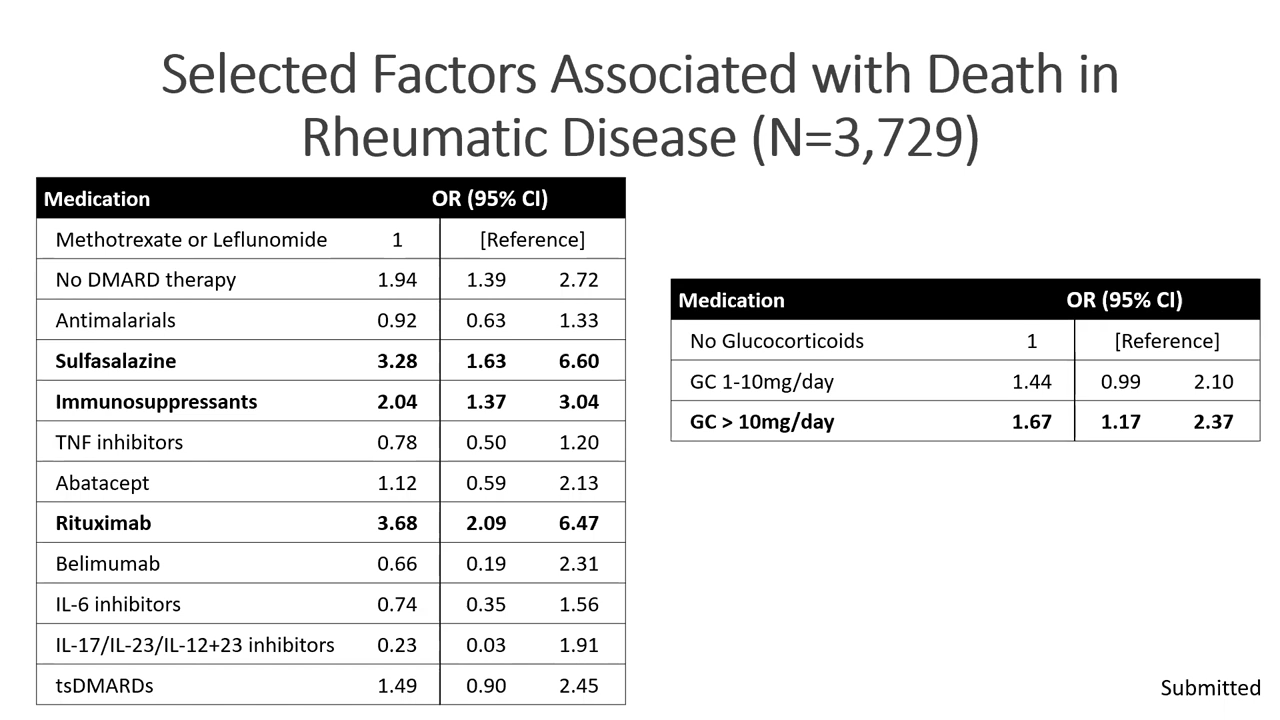 Selected Factors Associated with Death in
Rheumatic Disease (N=3,729)
Medication OR (95% CI)
Methotrexate or Leflunomide 1 [Reference]
No DMARD therapy 1.94 1.39 2.72
Antimalarials 0.92 0.63 1.33
Sulfasalazine 3.28 1.63 6.60
Immunosuppressants 2.04 1.37 3.04
TNF inhibitors 0.78 0.50 1.20
Abatacept 1.12 0.59 2.13
Rituximab 3.68 2.09 6.47
Belimumab 0.66 0.19 2.31
IL-6 inhibitors 0.74 0.35 1.56
IL-17/IL-23/IL-12+23 inhibitors 0.23 0.03 1.91
tsDMARDs 1.49 0.90 2.45
Medication OR (95% CI)
No Glucocorticoids 1 [Reference]
GC 1-10mg/day 1.44 0.99 2.10
GC > 10mg/day 1.67 1.17 2.37
Submitted